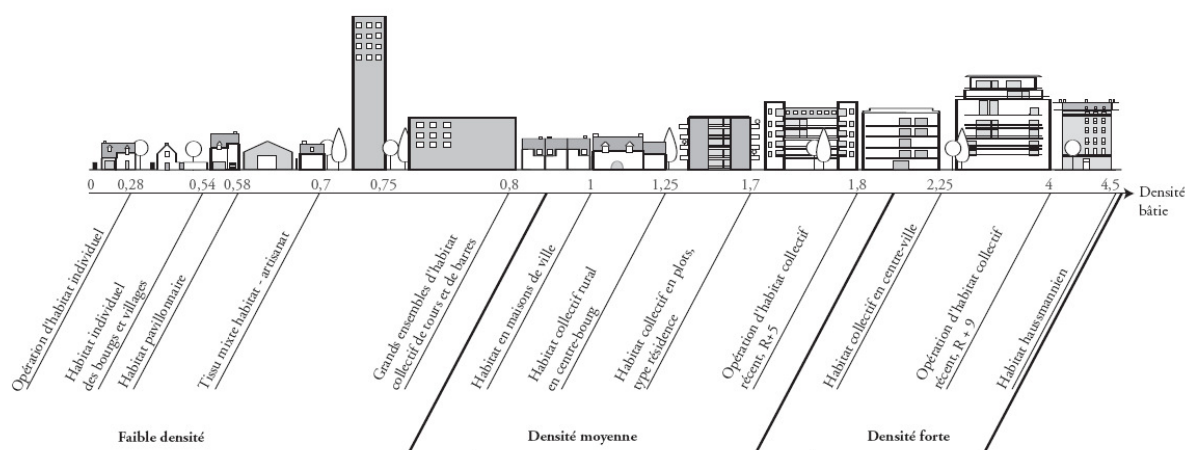 0
0,28
0,54
0,58
0,7
0,75
0,8
1
1,25
1,7
1,8
2,25
4
4,5
Densité
bâtie
Opération d'habitat individuel
Habitat individuel
des bourgs et villages
Habitat pavillonnaire
Tissu mixte habitat - artisanat
Grands ensembles d'habitat
collectif de tours et de barres
Habitat en maisons de ville
Habitat collectif rural
en centre-bourg
Habitat collectif en plots,
type résidence
Opération d'habitat collectif
récent, R+5
Habitat collectif en centre-ville
Opération d'habitat collectif
récent, R + 9
Habitat haussmannien
Faible densité
Densité moyenne
Densité forte